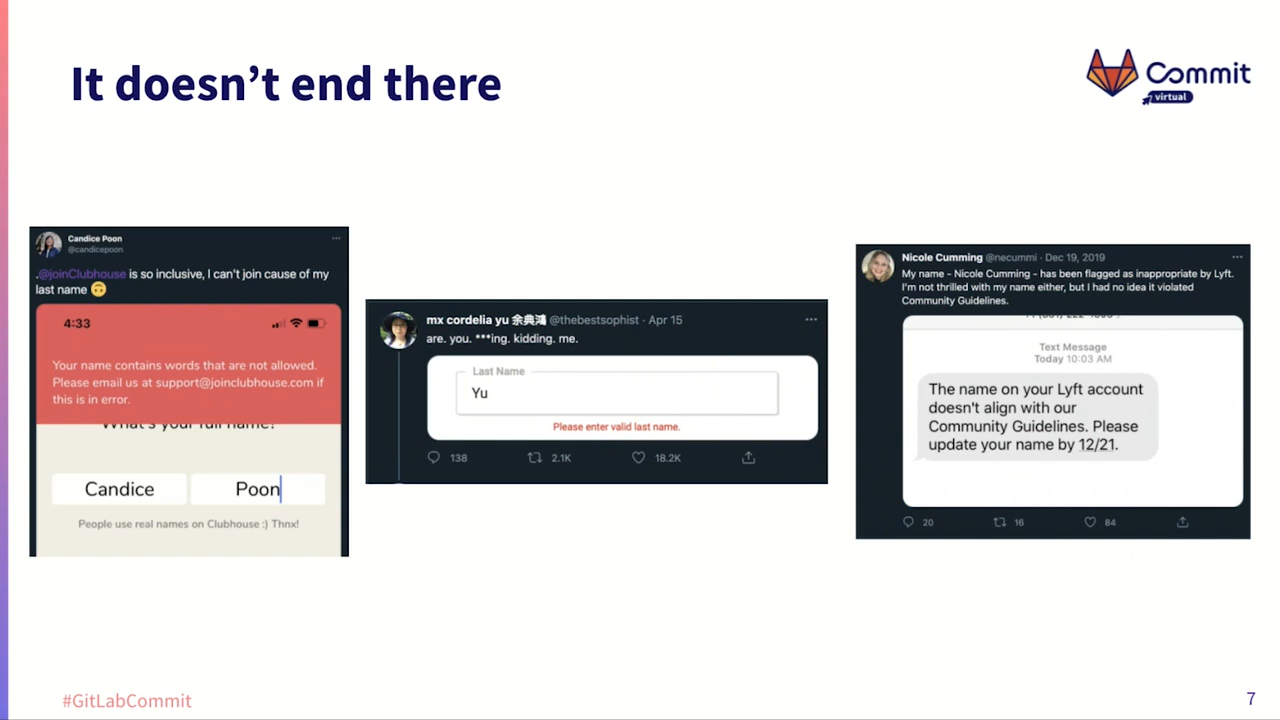 It doesn’t end there
Commit
virtual
Candice Poon
@candicepoon
.@joinClubhouse is so inclusive, I can't join cause of my
last name 🙃
4:33
Your name contains words that are not allowed.
Please email us at support@joinclubhouse.com if
this is in error.
What's your full name?
Candice
Poon
People use real names on Clubhouse :) Thnx!
mx cordelia yu 余典鴻 @thebestsophist · Apr 15
are. you. ***ing. kidding. me.
Last Name
Yu
Please enter valid last name.
138 2.1K 18.2K
Nicole Cumming @necummi · Dec 19, 2019
My name - Nicole Cumming - has been flagged as inappropriate by Lyft.
I'm not thrilled with my name either, but I had no idea it violated
Community Guidelines.
Text Message
Today 10:03 AM
The name on your Lyft account
doesn't align with our
Community Guidelines. Please
update your name by 12/21.
20 16 84
#GitLabCommit
7